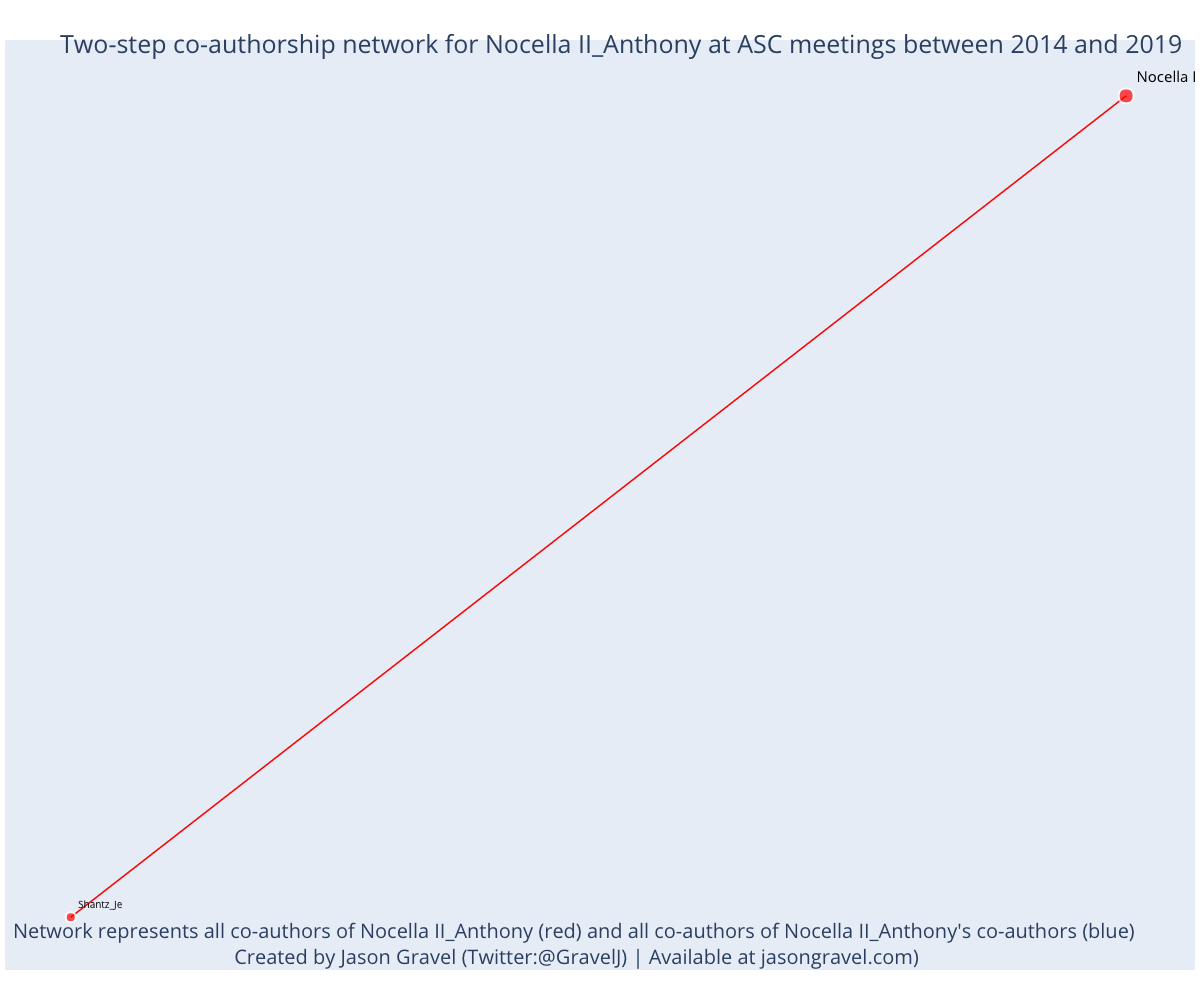 Two-step co-authorship network for Nocella II_Anthony at ASC meetings between 2014 and 2019
Nocella I
Shantz_Je
Network represents all co-authors of Nocella II_Anthony (red) and all co-authors of Nocella II_Anthony's co-authors (blue)
Created by Jason Gravel (Twitter:@GravelJ) | Available at jasongravel.com)